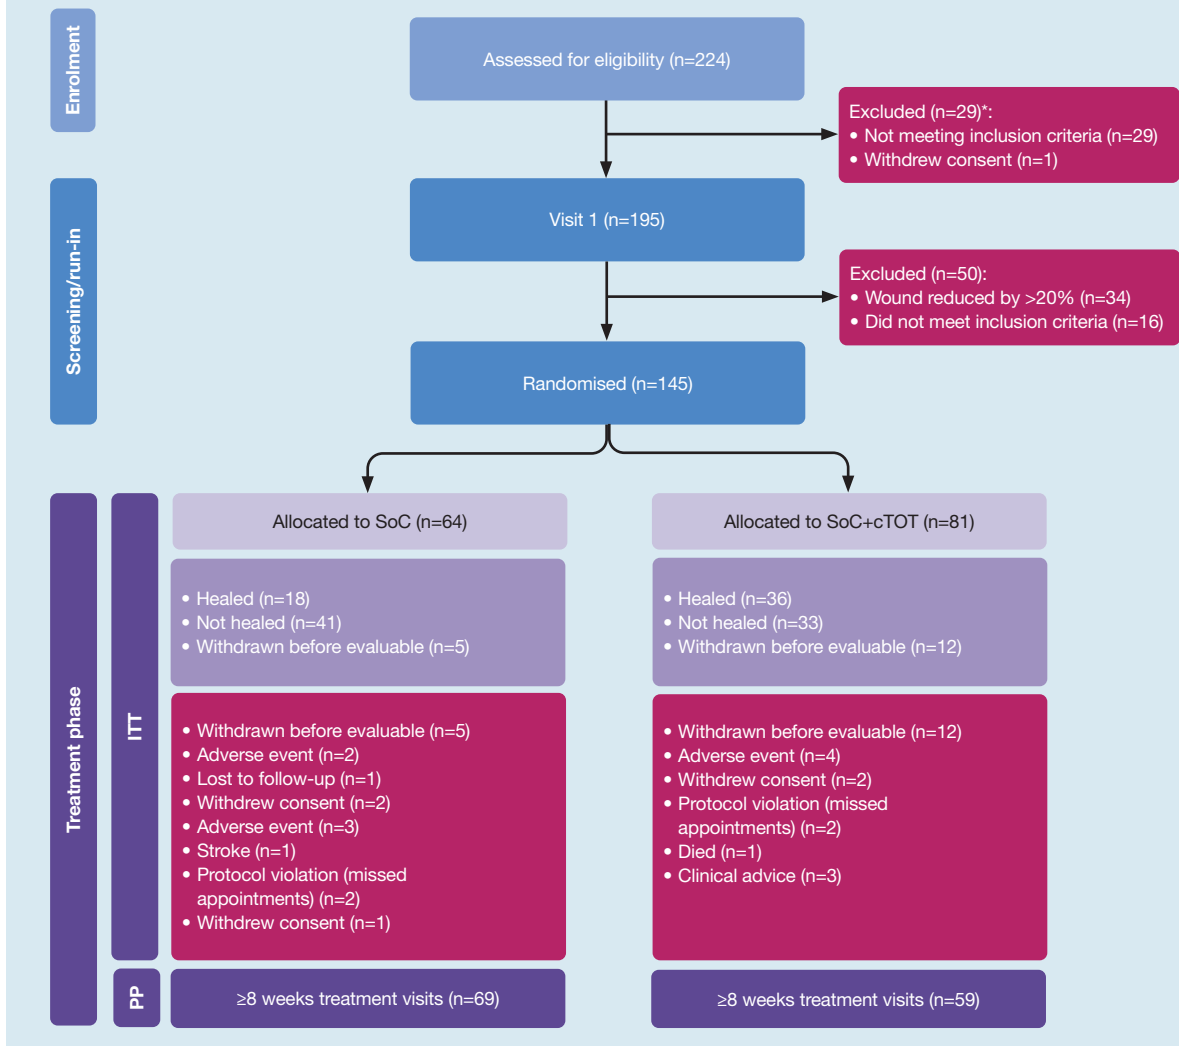 Enrolment
Assessed for eligibility (n=224)
Excluded (n=29)*:
• Not meeting inclusion criteria (n=29)
• Withdrew consent (n=1)
Screening/run-in
Visit 1 (n=195)
Excluded (n=50):
• Wound reduced by >20% (n=34)
• Did not meet inclusion criteria (n=16)
Randomised (n=145)
Treatment phase
ITT
Allocated to SoC (n=64)
• Healed (n=18)
• Not healed (n=41)
• Withdrawn before evaluable (n=5)
• Withdrawn before evaluable (n=5)
• Adverse event (n=2)
• Lost to follow-up (n=1)
• Withdrew consent (n=2)
• Adverse event (n=3)
• Stroke (n=1)
• Protocol violation (missed
appointments) (n=2)
• Withdrew consent (n=1)
Allocated to SoC+cTOT (n=81)
• Healed (n=36)
• Not healed (n=33)
• Withdrawn before evaluable (n=12)
• Withdrawn before evaluable (n=12)
• Adverse event (n=4)
• Withdrew consent (n=2)
• Protocol violation (missed
appointments) (n=2)
• Died (n=1)
• Clinical advice (n=3)
PP
≥8 weeks treatment visits (n=69)
≥8 weeks treatment visits (n=59)